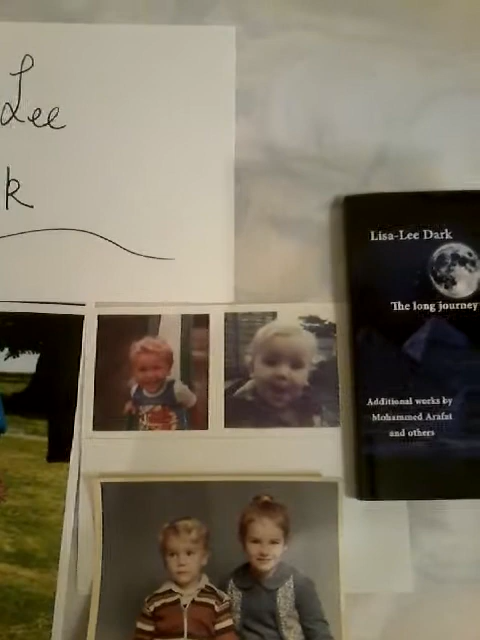 Lee
k
Lisa-Lee Dark
The long journey
Additional works by
Mohammed Arafat
and others